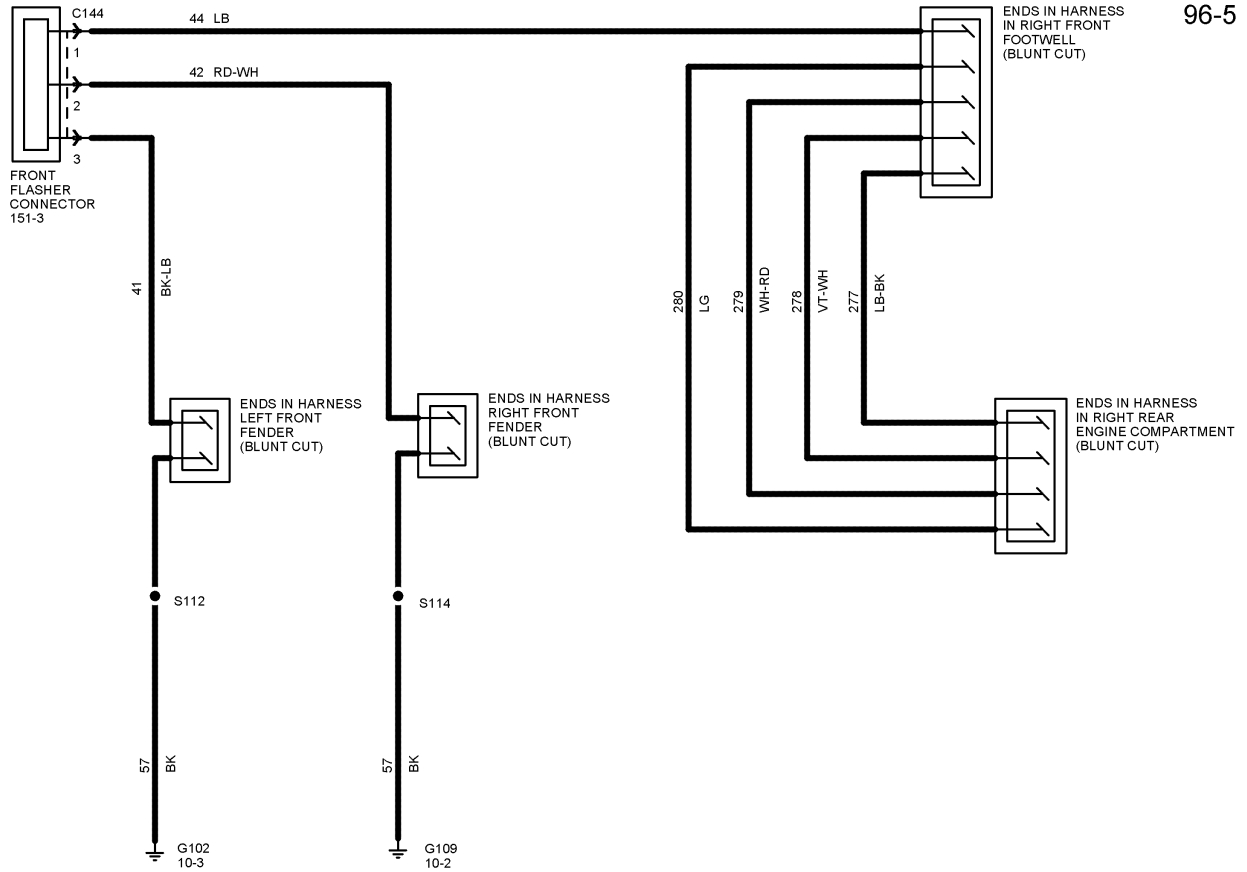 C144
44 LB
ENDS IN HARNESS
IN RIGHT FRONT
FOOTWELL
(BLUNT CUT)
96-5
1
42 RD-WH
2
3
FRONT
FLASHER
CONNECTOR
151-3
41
BK-LB
280
LG
279
WH-RD
278
VT-WH
277
LB-BK
ENDS IN HARNESS
LEFT FRONT
FENDER
(BLUNT CUT)
ENDS IN HARNESS
RIGHT FRONT
FENDER
(BLUNT CUT)
ENDS IN HARNESS
IN RIGHT REAR
ENGINE COMPARTMENT
(BLUNT CUT)
S112
S114
57
BK
57
BK
G102
10-3
G109
10-2